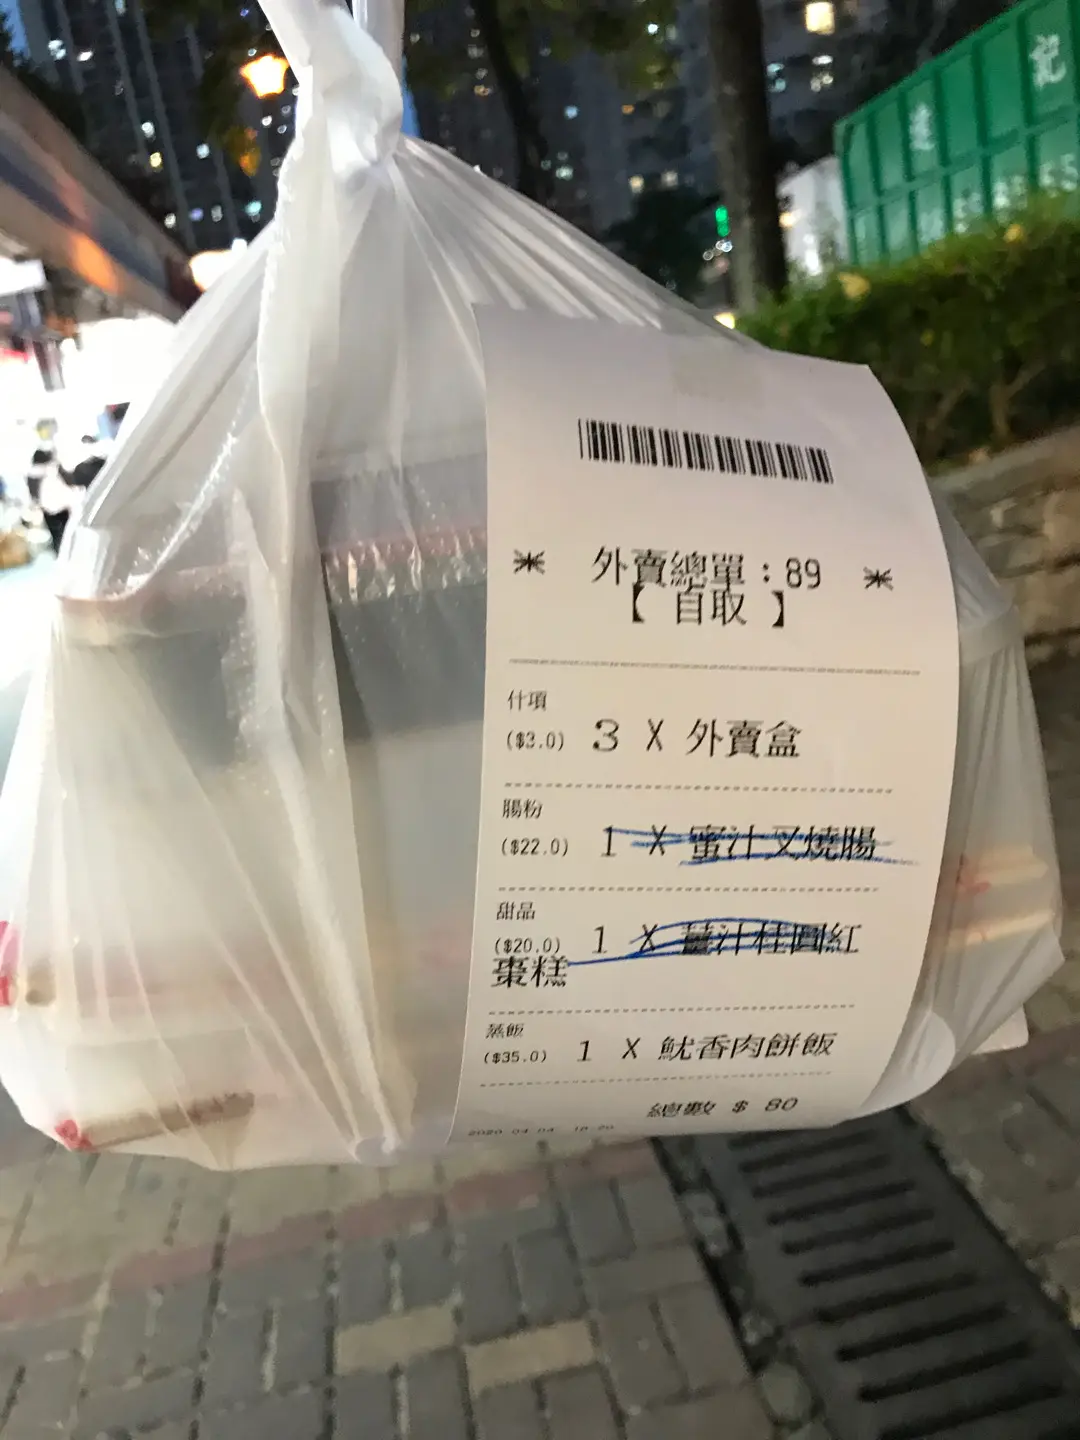 記
* 外賣總單：89 *
【 自取 】
什項
($3.0) 3 X 外賣盒
腸粉
($22.0) 1 X 蜜汁叉燒腸
甜品
($20.0) 1 X 薑汁桂圓紅
棗糕
蒸飯
($35.0) 1 X 魷香肉餅飯
總數 $ 80